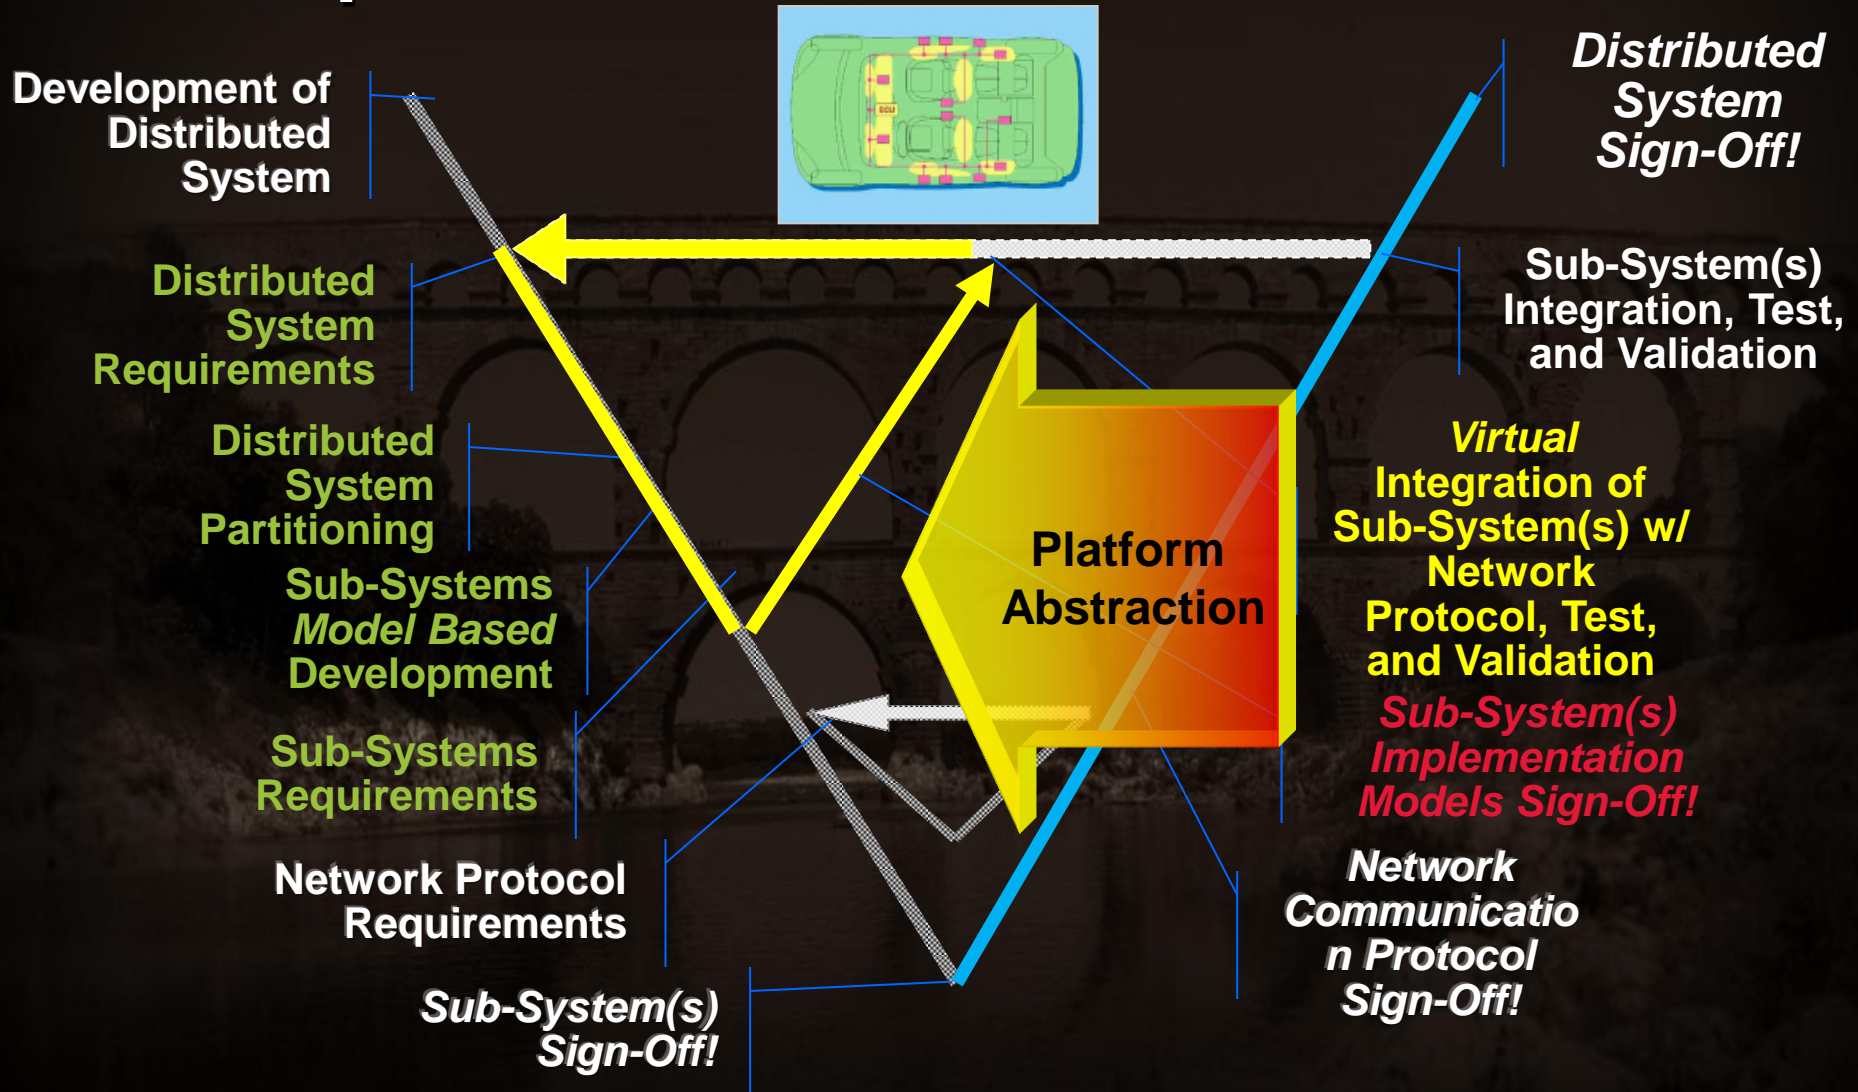 Development of
Distributed
System
ECU
Distributed
System
Sign-Off!
Distributed
System
Requirements
Sub-System(s)
Integration, Test,
and Validation
Distributed
System
Partitioning
Virtual
Integration of
Sub-System(s) w/
Network
Protocol, Test,
and Validation
Platform
Abstraction
Sub-Systems
Model Based
Development
Sub-System(s)
Implementation
Models Sign-Off!
Sub-Systems
Requirements
Network Protocol
Requirements
Network
Communicatio
n Protocol
Sign-Off!
Sub-System(s)
Sign-Off!